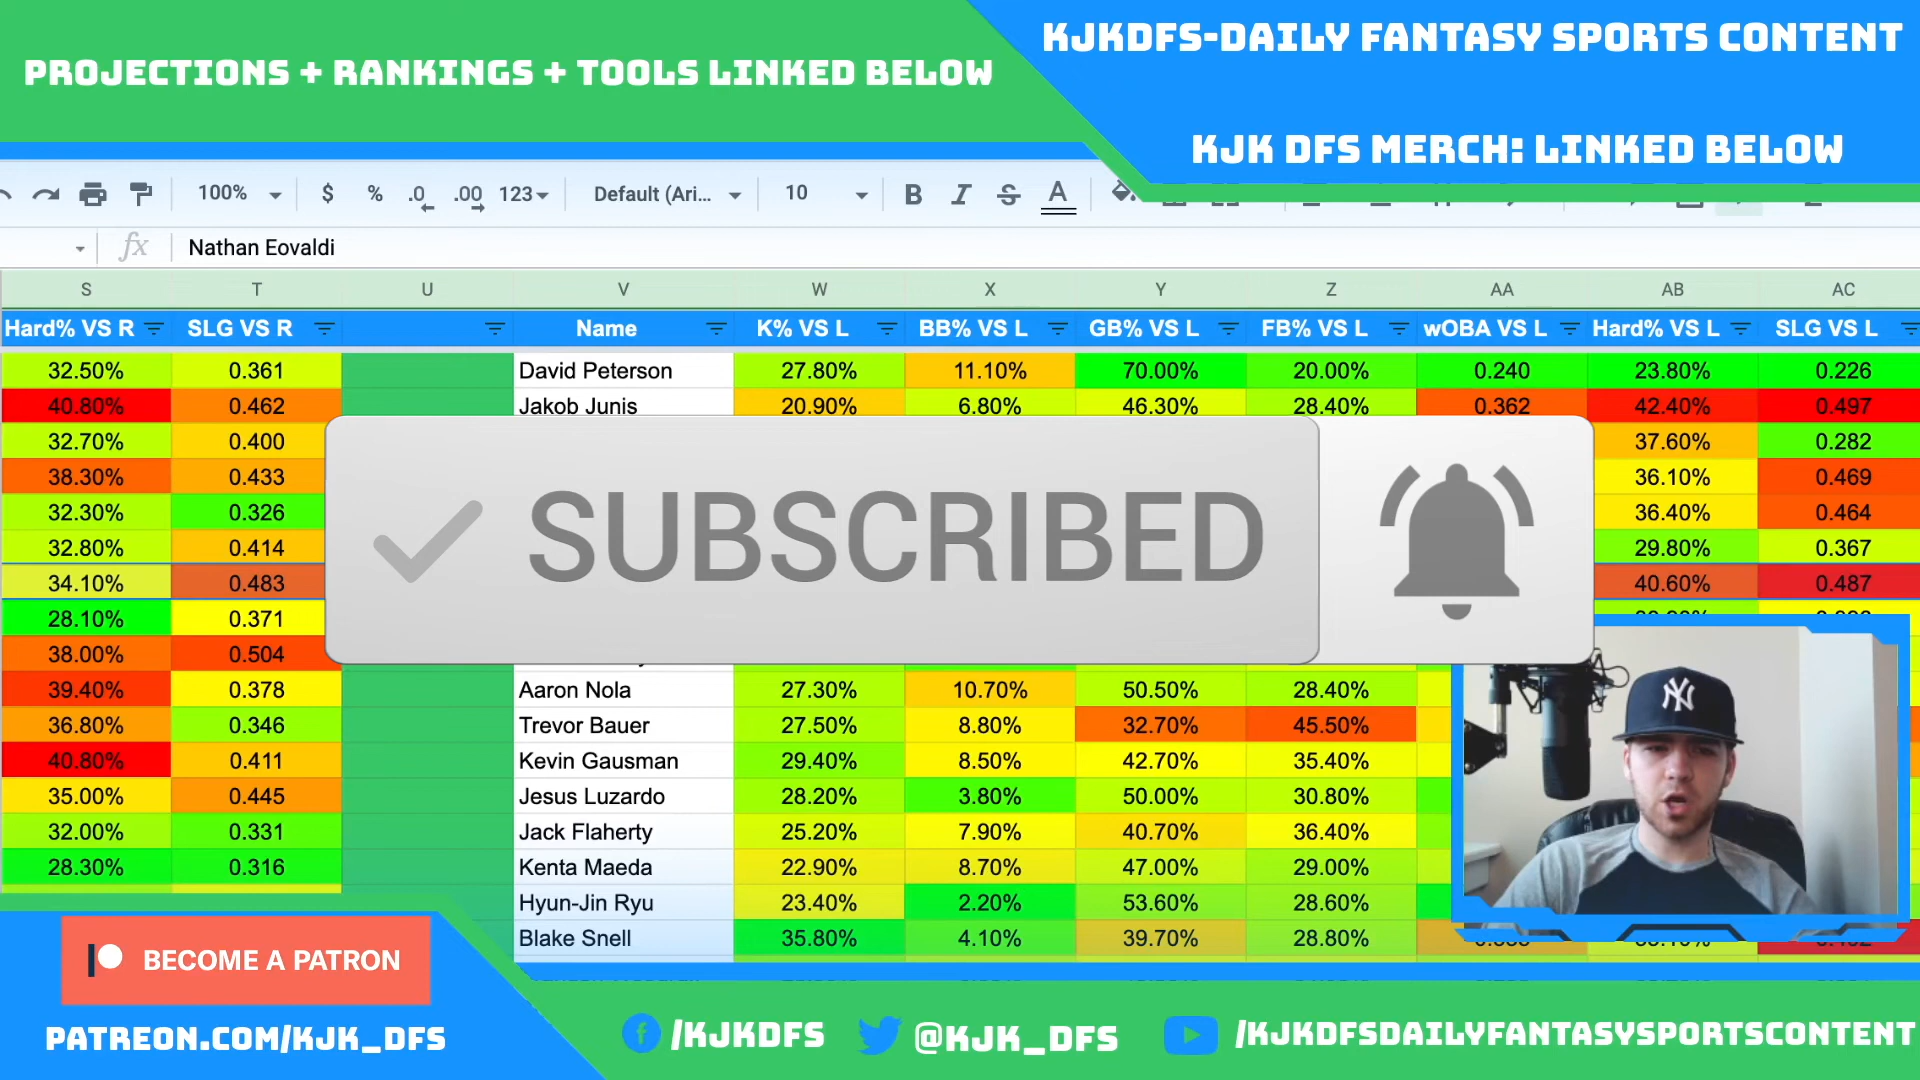 PROJECTIONS + RANKINGS + TOOLS LINKED BELOW
KJKDFS-DAILY FANTASY SPORTS CONTENT
KJK DFS MERCH: LINKED BELOW
100% $ % .0 .00 123 Default (Ari... 10 B I S A
fx Nathan Eovaldi
S T U V W X Y Z AA AB AC
Hard% VS R SLG VS R Name K% VS L BB% VS L GB% VS L FB% VS L wOBA VS L Hard% VS L SLG VS L
32.50% 0.361 David Peterson 27.80% 11.10% 70.00% 20.00% 0.240 23.80% 0.226
40.80% 0.462 Jakob Junis 20.90% 6.80% 46.30% 28.40% 0.362 42.40% 0.497
32.70% 0.400 37.60% 0.282
38.30% 0.433 36.10% 0.469
32.30% 0.326 36.40% 0.464
32.80% 0.414 29.80% 0.367
34.10% 0.483 40.60% 0.487
28.10% 0.371
38.00% 0.504
SUBSCRIBED
39.40% 0.378 Aaron Nola 27.30% 10.70% 50.50% 28.40%
36.80% 0.346 Trevor Bauer 27.50% 8.80% 32.70% 45.50%
40.80% 0.411 Kevin Gausman 29.40% 8.50% 42.70% 35.40%
35.00% 0.445 Jesus Luzardo 28.20% 3.80% 50.00% 30.80%
32.00% 0.331 Jack Flaherty 25.20% 7.90% 40.70% 36.40%
28.30% 0.316 Kenta Maeda 22.90% 8.70% 47.00% 29.00%
Hyun-Jin Ryu 23.40% 2.20% 53.60% 28.60%
Blake Snell 35.80% 4.10% 39.70% 28.80%
NY
BECOME A PATRON
PATREON.COM/KJK_DFS
/KJKDFS
@KJK_DFS
/KJKDFSDAILYFANTASYSPORTSCONTENT